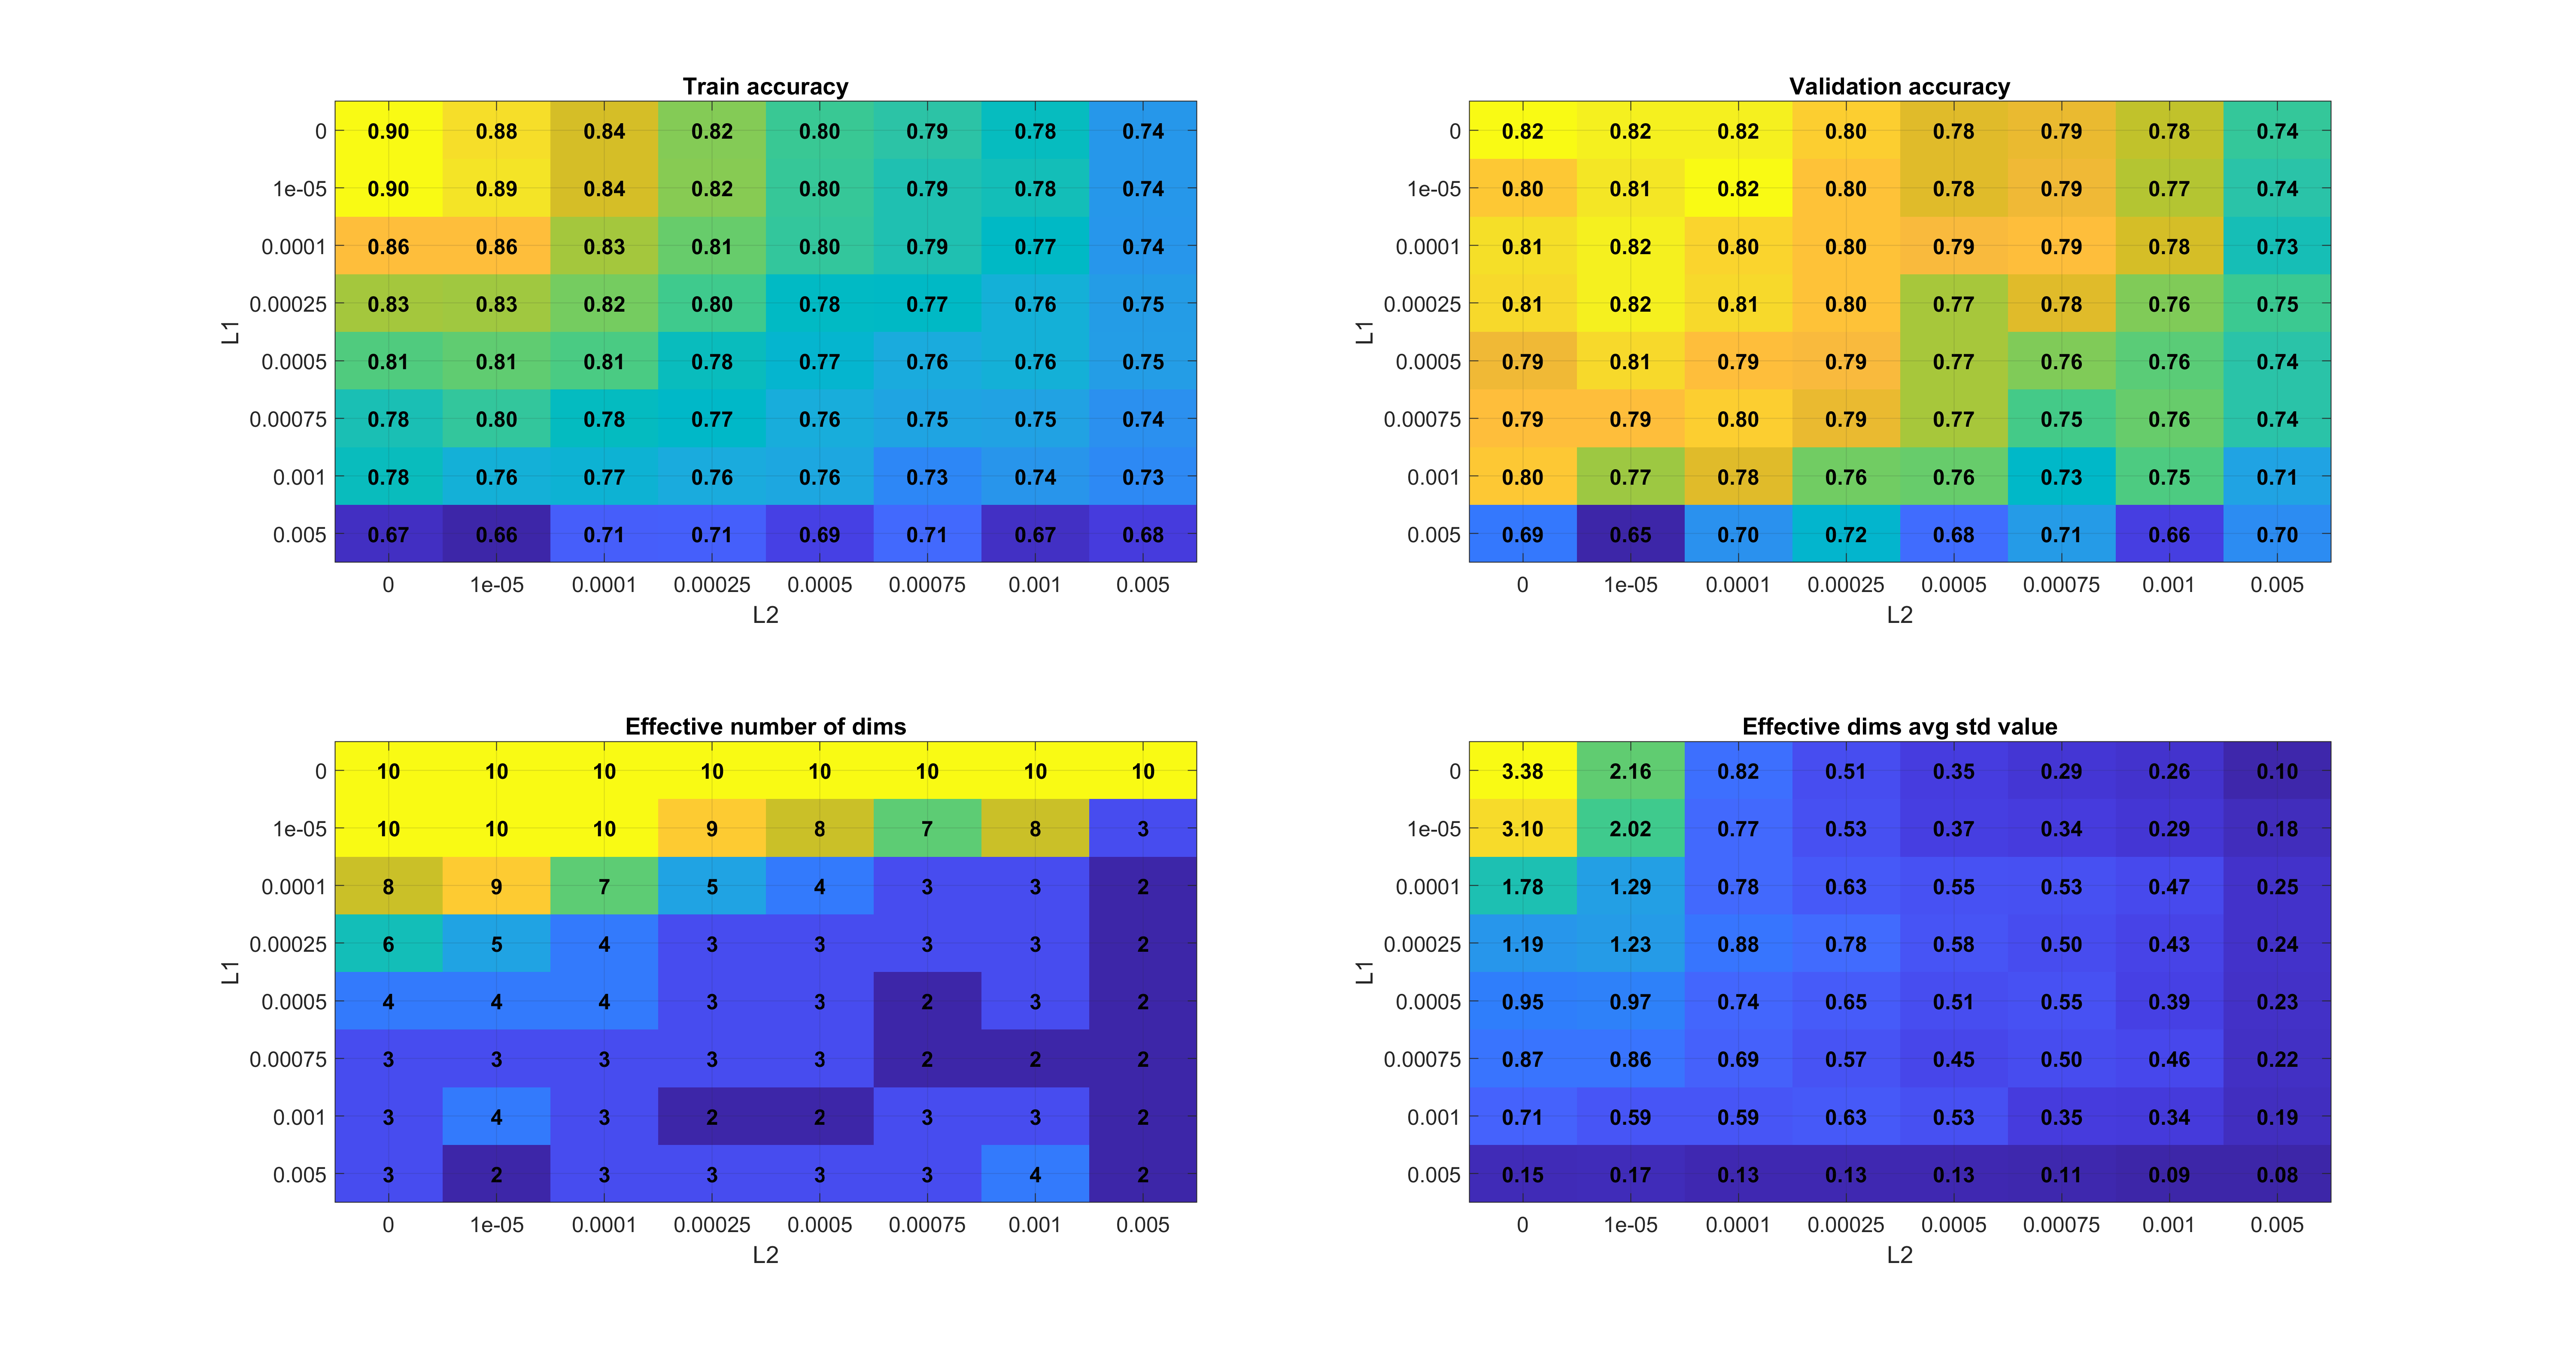 Train accuracy
0 0.90 0.88 0.84 0.82 0.80 0.79 0.78 0.74
1e-05 0.90 0.89 0.84 0.82 0.80 0.79 0.78 0.74
0.0001 0.86 0.86 0.83 0.81 0.80 0.79 0.77 0.74
0.00025 0.83 0.83 0.82 0.80 0.78 0.77 0.76 0.75
0.0005 0.81 0.81 0.81 0.78 0.77 0.76 0.76 0.75
0.00075 0.78 0.80 0.78 0.77 0.76 0.75 0.75 0.74
0.001 0.78 0.76 0.77 0.76 0.76 0.73 0.74 0.73
0.005 0.67 0.66 0.71 0.71 0.69 0.71 0.67 0.68
L1
0 1e-05 0.0001 0.00025 0.0005 0.00075 0.001 0.005
L2
Validation accuracy
0 0.82 0.82 0.82 0.80 0.78 0.79 0.78 0.74
1e-05 0.80 0.81 0.82 0.80 0.78 0.79 0.77 0.74
0.0001 0.81 0.82 0.80 0.80 0.79 0.79 0.78 0.73
0.00025 0.81 0.82 0.81 0.80 0.77 0.78 0.76 0.75
0.0005 0.79 0.81 0.79 0.79 0.77 0.76 0.76 0.74
0.00075 0.79 0.79 0.80 0.79 0.77 0.75 0.76 0.74
0.001 0.80 0.77 0.78 0.76 0.76 0.73 0.75 0.71
0.005 0.69 0.65 0.70 0.72 0.68 0.71 0.66 0.70
L1
0 1e-05 0.0001 0.00025 0.0005 0.00075 0.001 0.005
L2
Effective number of dims
0 10 10 10 10 10 10 10 10
1e-05 10 10 10 9 8 7 8 3
0.0001 8 9 7 5 4 3 3 2
0.00025 6 5 4 3 3 3 3 2
0.0005 4 4 4 3 3 2 3 2
0.00075 3 3 3 3 3 2 2 2
0.001 3 4 3 2 2 3 3 2
0.005 3 2 3 3 3 3 4 2
L1
0 1e-05 0.0001 0.00025 0.0005 0.00075 0.001 0.005
L2
Effective dims avg std value
0 3.38 2.16 0.82 0.51 0.35 0.29 0.26 0.10
1e-05 3.10 2.02 0.77 0.53 0.37 0.34 0.29 0.18
0.0001 1.78 1.29 0.78 0.63 0.55 0.53 0.47 0.25
0.00025 1.19 1.23 0.88 0.78 0.58 0.50 0.43 0.24
0.0005 0.95 0.97 0.74 0.65 0.51 0.55 0.39 0.23
0.00075 0.87 0.86 0.69 0.57 0.45 0.50 0.46 0.22
0.001 0.71 0.59 0.59 0.63 0.53 0.35 0.34 0.19
0.005 0.15 0.17 0.13 0.13 0.13 0.11 0.09 0.08
L1
0 1e-05 0.0001 0.00025 0.0005 0.00075 0.001 0.005
L2